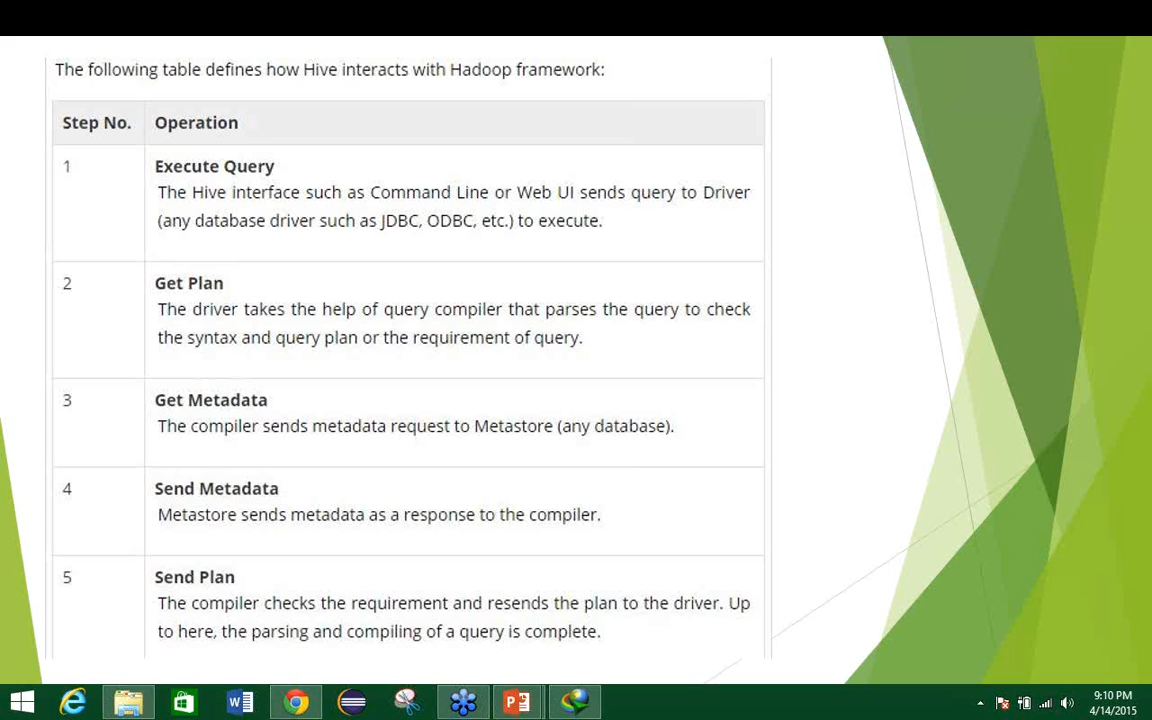 The following table defines how Hive interacts with Hadoop framework:
Step No. Operation
1 Execute Query
The Hive interface such as Command Line or Web UI sends query to Driver
(any database driver such as JDBC, ODBC, etc.) to execute.
2 Get Plan
The driver takes the help of query compiler that parses the query to check
the syntax and query plan or the requirement of query.
3 Get Metadata
The compiler sends metadata request to Metastore (any database).
4 Send Metadata
Metastore sends metadata as a response to the compiler.
5 Send Plan
The compiler checks the requirement and resends the plan to the driver. Up
to here, the parsing and compiling of a query is complete.
9:10 PM
4/14/2015